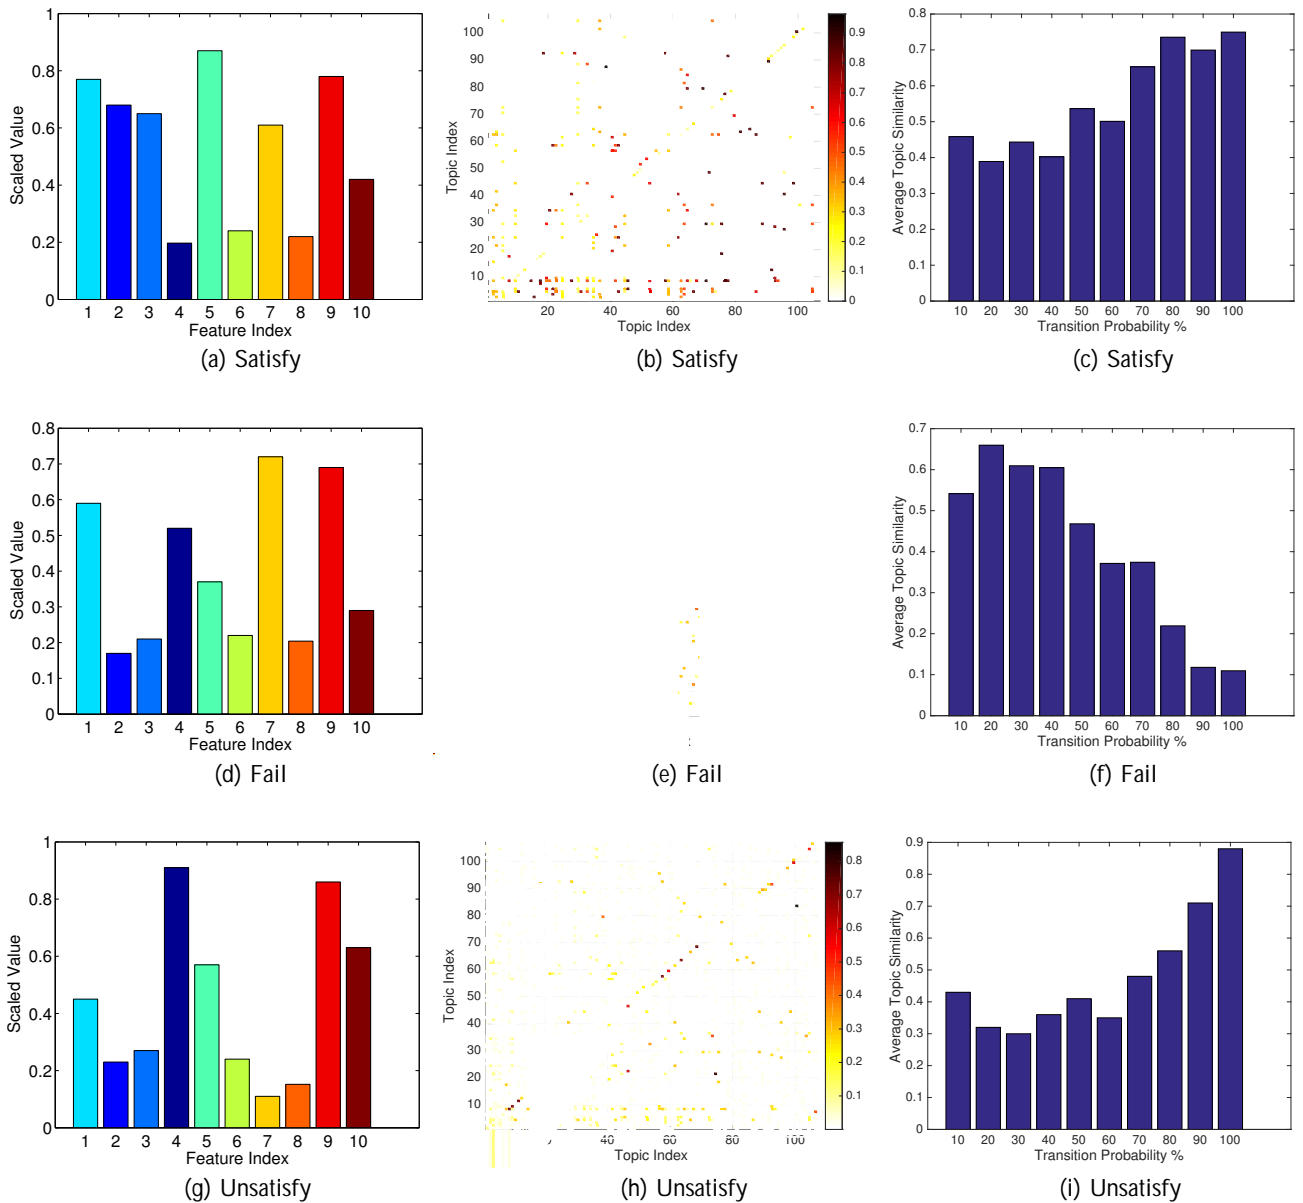 1
0.8
0.6
0.4
0.2
0
Scaled Value
1 2 3 4 5 6 7 8 9 10
Feature Index
(a) Satisfy
100
90
80
70
60
50
40
30
20
10
Topic Index
20 40 60 80 100
Topic Index
0.9
0.8
0.7
0.6
0.5
0.4
0.3
0.2
0.1
0
(b) Satisfy
0.8
0.7
0.6
0.5
0.4
0.3
0.2
0.1
0
Average Topic Similarity
10 20 30 40 50 60 70 80 90 100
Transition Probability %
(c) Satisfy
0.8
0.7
0.6
0.5
0.4
0.3
0.2
0.1
0
Scaled Value
1 2 3 4 5 6 7 8 9 10
Feature Index
(d) Fail
(e) Fail
0.7
0.6
0.5
0.4
0.3
0.2
0.1
0
Average Topic Similarity
10 20 30 40 50 60 70 80 90 100
Transition Probability %
(f) Fail
1
0.8
0.6
0.4
0.2
0
Scaled Value
1 2 3 4 5 6 7 8 9 10
Feature Index
(g) Unsatisfy
100
90
80
70
60
50
40
30
20
10
Topic Index
20 40 60 80 100
Topic Index
0.8
0.7
0.6
0.5
0.4
0.3
0.2
0.1
(h) Unsatisfy
0.9
0.8
0.7
0.6
0.5
0.4
0.3
0.2
0.1
0
Average Topic Similarity
10 20 30 40 50 60 70 80 90 100
Transition Probability %
(i) Unsatisfy